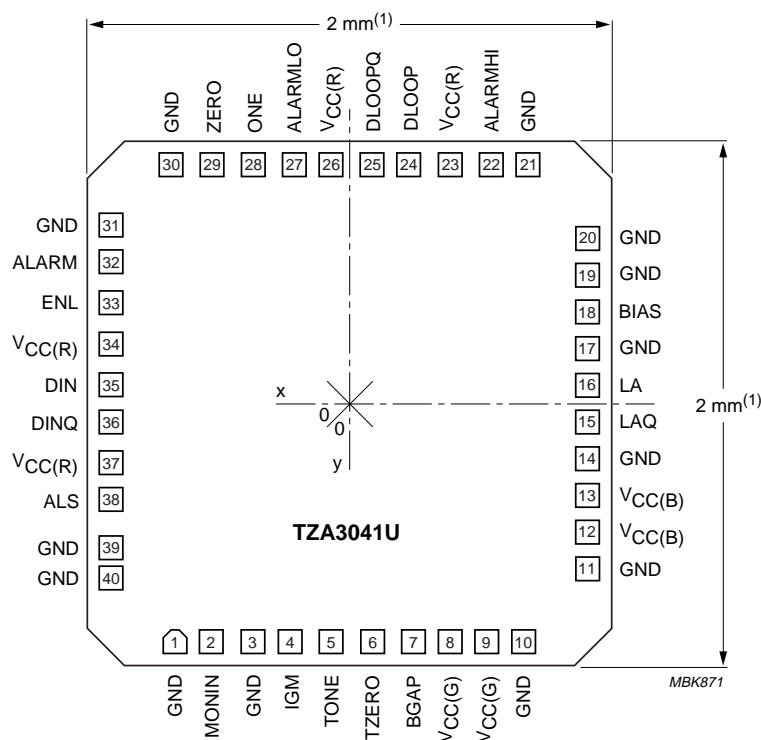 2 mm(1)
GND
ZERO
ONE
ALARMLO
VCC(R)
DLOOPQ
DLOOP
VCC(R)
ALARMHI
GND
30
29
28
27
26
25
24
23
22
21
GND 31
ALARM 32
ENL 33
VCC(R) 34
DIN 35
DINQ 36
VCC(R) 37
ALS 38
GND 39
GND 40
20 GND
19 GND
18 BIAS
17 GND
16 LA
15 LAQ
14 GND
13 VCC(B)
12 VCC(B)
11 GND
2 mm(1)
x
0
0
y
TZA3041U
1
2
3
4
5
6
7
8
9
10
GND
MONIN
GND
IGM
TONE
TZERO
BGAP
VCC(G)
VCC(G)
GND
MBK871